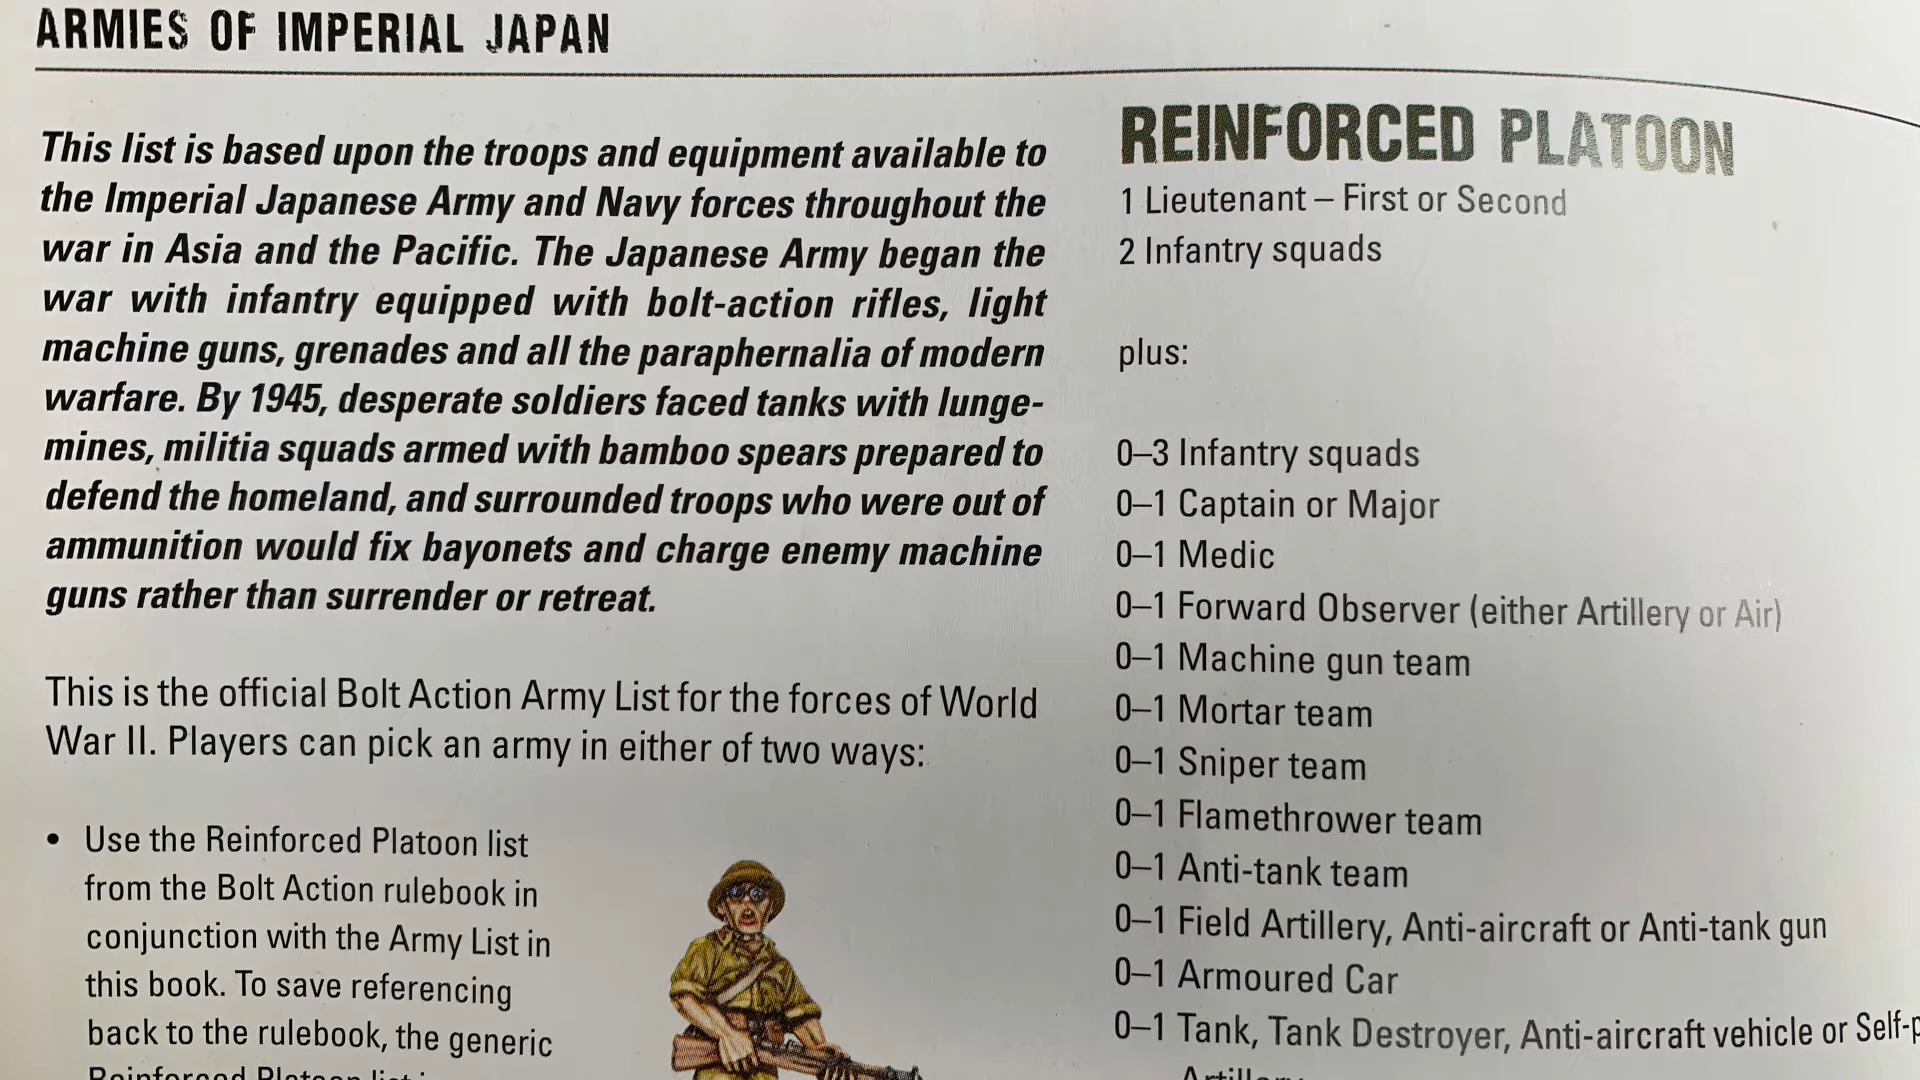 ARMIES OF IMPERIAL JAPAN
This list is based upon the troops and equipment available to
the Imperial Japanese Army and Navy forces throughout the
war in Asia and the Pacific. The Japanese Army began the
war with infantry equipped with bolt-action rifles, light
machine guns, grenades and all the paraphernalia of modern
warfare. By 1945, desperate soldiers faced tanks with lunge-
mines, militia squads armed with bamboo spears prepared to
defend the homeland, and surrounded troops who were out of
ammunition would fix bayonets and charge enemy machine
guns rather than surrender or retreat.
This is the official Bolt Action Army List for the forces of World
War II. Players can pick an army in either of two ways:
• Use the Reinforced Platoon list
from the Bolt Action rulebook in
conjunction with the Army List in
this book. To save referencing
back to the rulebook, the generic
Reinforced Platoon list
REINFORCED PLATOON
1 Lieutenant – First or Second
2 Infantry squads
plus:
0–3 Infantry squads
0–1 Captain or Major
0–1 Medic
0–1 Forward Observer (either Artillery or Air)
0–1 Machine gun team
0–1 Mortar team
0–1 Sniper team
0–1 Flamethrower team
0–1 Anti-tank team
0–1 Field Artillery, Anti-aircraft or Anti-tank gun
0–1 Armoured Car
0–1 Tank, Tank Destroyer, Anti-aircraft vehicle or Self-p
Artillery